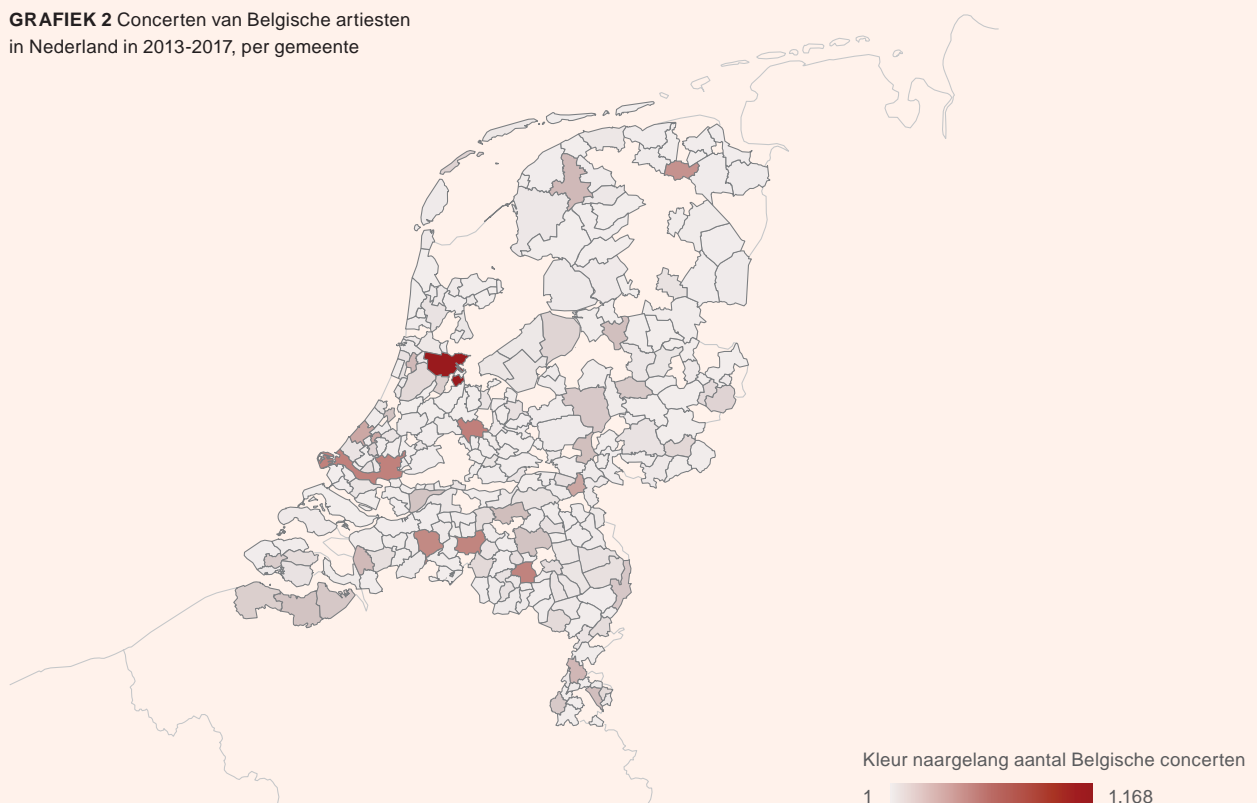 GRAFIEK 2 Concerten van Belgische artiesten
in Nederland in 2013-2017, per gemeente
Kleur naargelang aantal Belgische concerten
1 1.168